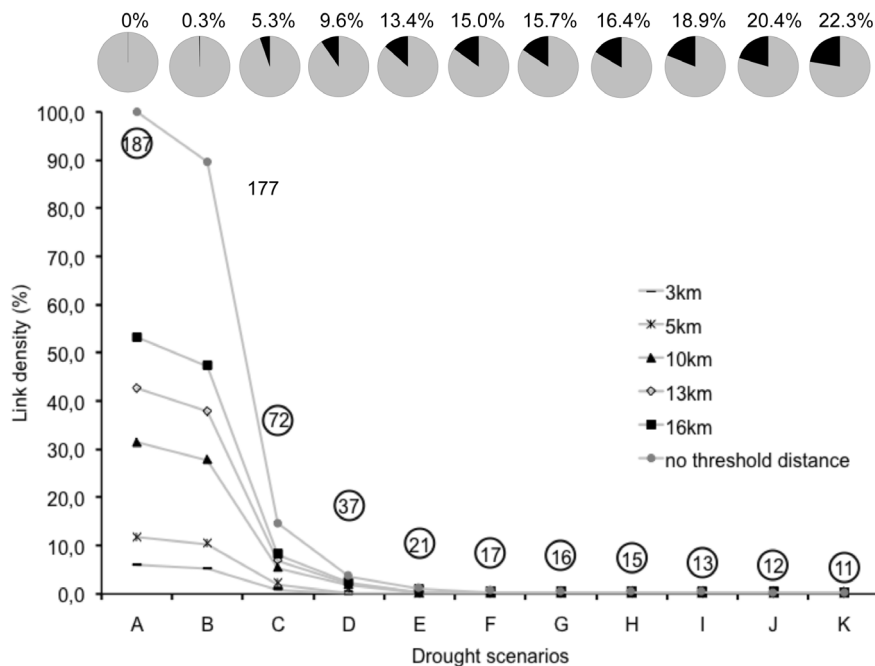 0% 0.3% 5.3% 9.6% 13.4% 15.0% 15.7% 16.4% 18.9% 20.4% 22.3%
100,0
187
90,0
177
80,0
70,0
60,0
50,0
40,0
30,0
20,0
10,0
0,0
Link density (%)
3km
5km
10km
13km
16km
no threshold distance
72
37
21
17
16
15
13
12
11
A B C D E F G H I J K
Drought scenarios